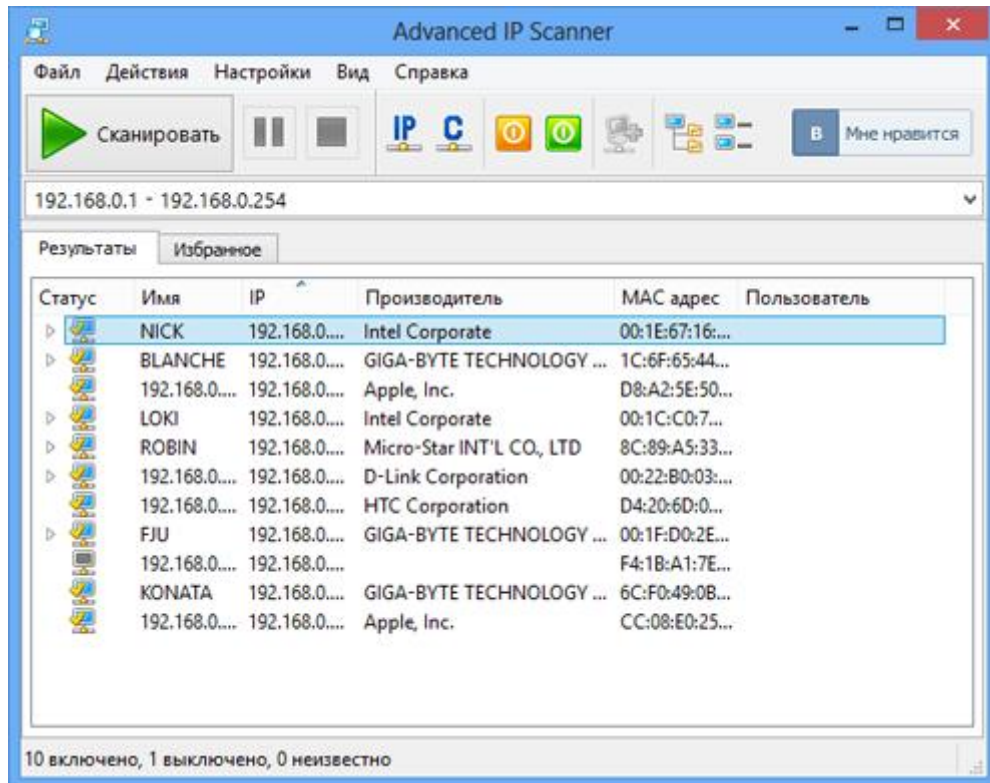 Advanced IP Scanner
Файл Действия Настройки Вид Справка
Сканировать IP C B Мне нравится
192.168.0.1 - 192.168.0.254
Результаты Избранное
Статус Имя IP Производитель MAC адрес Пользователь
NICK 192.168.0.... Intel Corporate 00:1E:67:16:...
BLANCHE 192.168.0.... GIGA-BYTE TECHNOLOGY ... 1C:6F:65:44...
192.168.0.... 192.168.0.... Apple, Inc. D8:A2:5E:50...
LOKI 192.168.0.... Intel Corporate 00:1C:C0:7...
ROBIN 192.168.0.... Micro-Star INT'L CO., LTD 8C:89:A5:33...
192.168.0.... 192.168.0.... D-Link Corporation 00:22:B0:03:...
192.168.0.... 192.168.0.... HTC Corporation D4:20:6D:0...
FJU 192.168.0.... GIGA-BYTE TECHNOLOGY ... 00:1F:D0:2E...
192.168.0.... 192.168.0.... F4:1B:A1:7E...
KONATA 192.168.0.... GIGA-BYTE TECHNOLOGY ... 6C:F0:49:0B...
192.168.0.... 192.168.0.... Apple, Inc. CC:08:E0:25...
10 включено, 1 выключено, 0 неизвестно